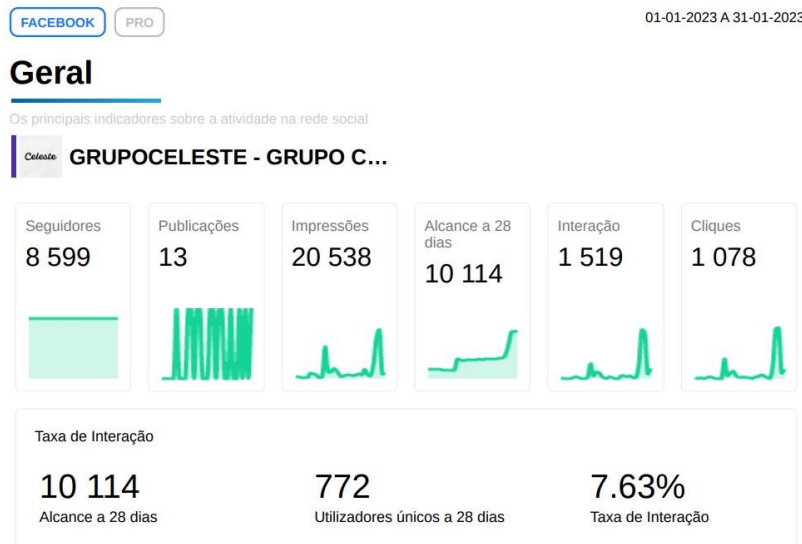 FACEBOOK
PRO
01-01-2023 A 31-01-2023
Geral
Os principais indicadores sobre a atividade na rede social
Celeste
GRUPOCELESTE - GRUPO C...
Seguidores
8 599
Publicações
13
Impressões
20 538
Alcance a 28
dias
10 114
Interação
1 519
Cliques
1 078
Taxa de Interação
10 114
Alcance a 28 dias
772
Utilizadores únicos a 28 dias
7.63%
Taxa de Interação